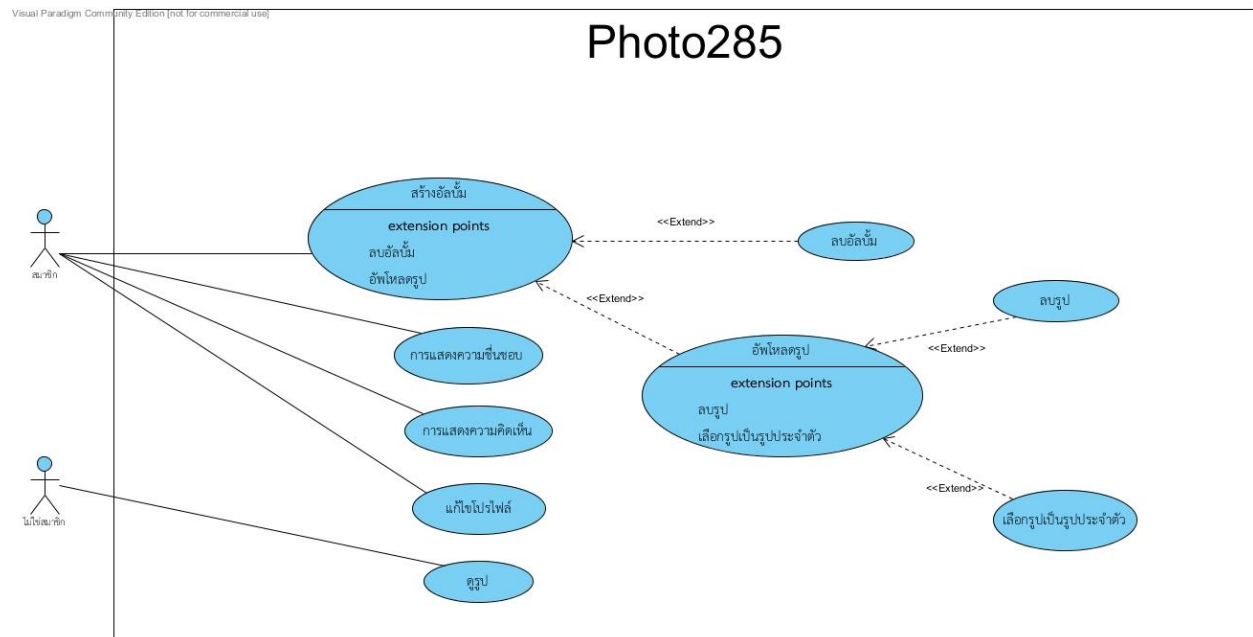 Visual Paradigm Community Edition [not for commercial use]
Photo285
สร้างอัลบั้ม
extension points
ลบอัลบั้ม
อัพโหลดรูป
<<Extend>>
ลบอัลบั้ม
สมาชิก
<<Extend>>
ลบรูป
<<Extend>>
อัพโหลดรูป
extension points
ลบรูป
เลือกรูปเป็นรูปประจำตัว
การแสดงความชื่นชอบ
การแสดงความคิดเห็น
<<Extend>>
แก้ไขโปรไฟล์
ไม่ใช่สมาชิก
เลือกรูปเป็นรูปประจำตัว
ดูรูป